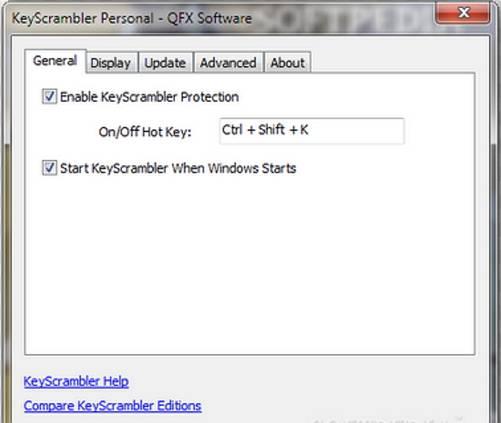 KeyScrambler Personal - QFX Software
General Display Update Advanced About
Enable KeyScrambler Protection
On/Off Hot Key: Ctrl + Shift + K
Start KeyScrambler When Windows Starts
KeyScrambler Help
Compare KeyScrambler Editions